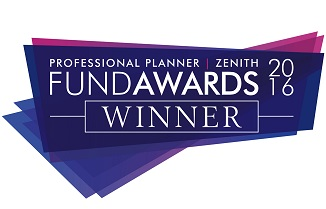 PROFESSIONAL PLANNER | ZENITH
FUNDAWARDS 2016
WINNER